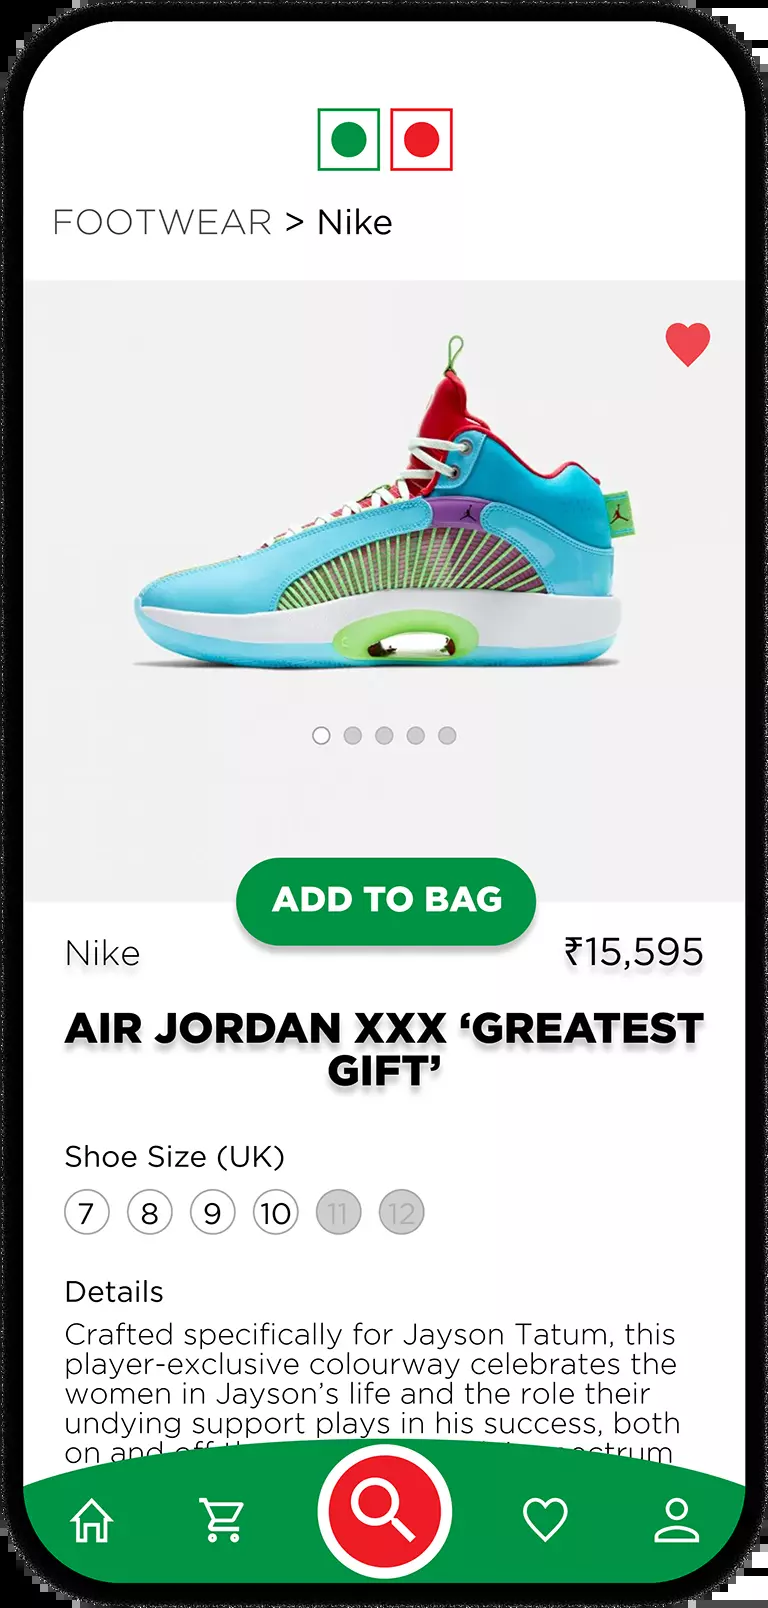 FOOTWEAR > Nike
ADD TO BAG
Nike
₹15,595
AIR JORDAN XXX ‘GREATEST
GIFT’
Shoe Size (UK)
7 8 9 10 11 12
Details
Crafted specifically for Jayson Tatum, this
player-exclusive colourway celebrates the
women in Jayson’s life and the role their
undying support plays in his success, both
on and